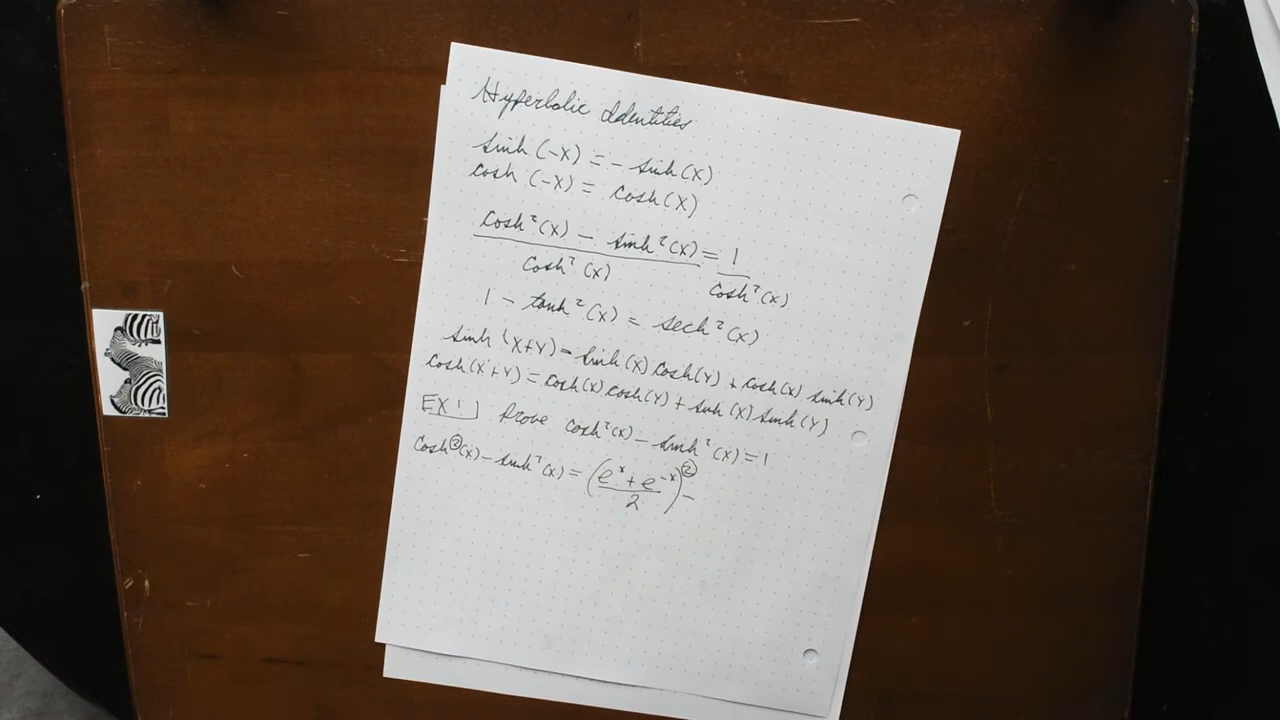 Hyperbolic Identities
sinh (-x) = - sinh(x)
cosh (-x) = cosh(x)
cosh²(x) - sinh²(x) = 1
cosh²(x) cosh²(x)
1 - tanh²(x) = sech²(x)
sinh (x+y) = sinh(x) cosh(y) + cosh(x) sinh(y)
cosh(x+y) = cosh(x) cosh(y) + sinh(x) sinh(y)
EX 1 Prove cosh²(x) - sinh²(x) = 1
cosh²(x) - sinh²(x) = (eˣ + e⁻ˣ / 2)² -